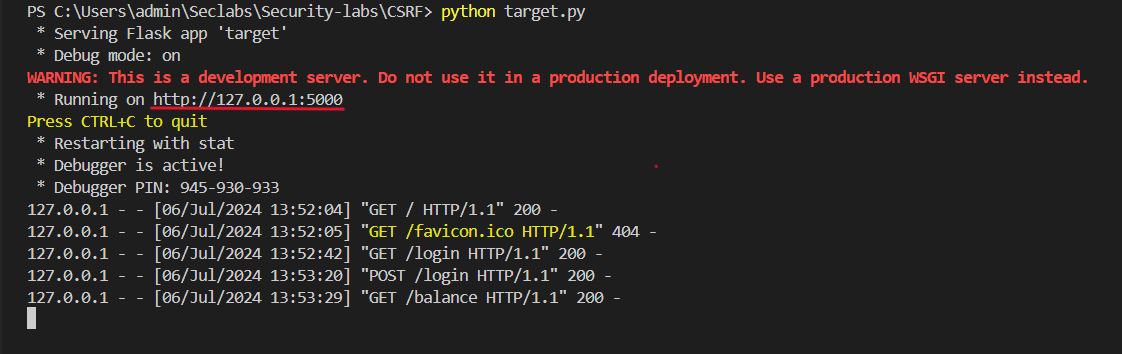 PS C:\Users\admin\Seclabs\Security-labs\CSRF> python target.py
* Serving Flask app 'target'
* Debug mode: on
WARNING: This is a development server. Do not use it in a production deployment. Use a production WSGI server instead.
* Running on http://127.0.0.1:5000
Press CTRL+C to quit
* Restarting with stat
* Debugger is active!
* Debugger PIN: 945-930-933
127.0.0.1 - - [06/Jul/2024 13:52:04] "GET / HTTP/1.1" 200 -
127.0.0.1 - - [06/Jul/2024 13:52:05] "GET /favicon.ico HTTP/1.1" 404 -
127.0.0.1 - - [06/Jul/2024 13:52:42] "GET /login HTTP/1.1" 200 -
127.0.0.1 - - [06/Jul/2024 13:53:20] "POST /login HTTP/1.1" 200 -
127.0.0.1 - - [06/Jul/2024 13:53:29] "GET /balance HTTP/1.1" 200 -